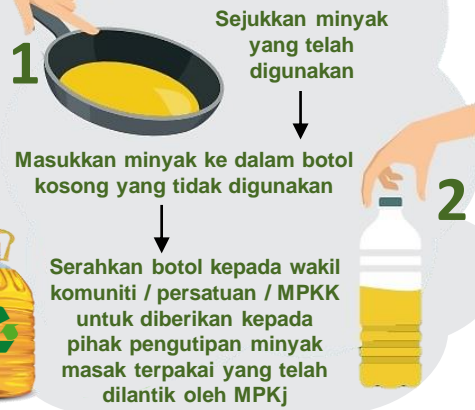 1
Sejukkan minyak
yang telah
digunakan
Masukkan minyak ke dalam botol
kosong yang tidak digunakan
2
Serahkan botol kepada wakil
komuniti / persatuan / MPKK
untuk diberikan kepada
pihak pengutipan minyak
masak terpakai yang telah
dilantik oleh MPKj